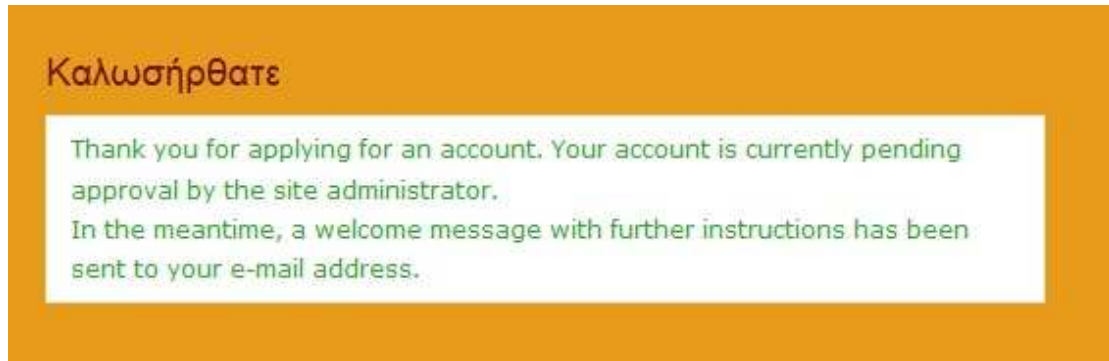 Καλωσήρθατε
Thank you for applying for an account. Your account is currently pending
approval by the site administrator.
In the meantime, a welcome message with further instructions has been
sent to your e-mail address.